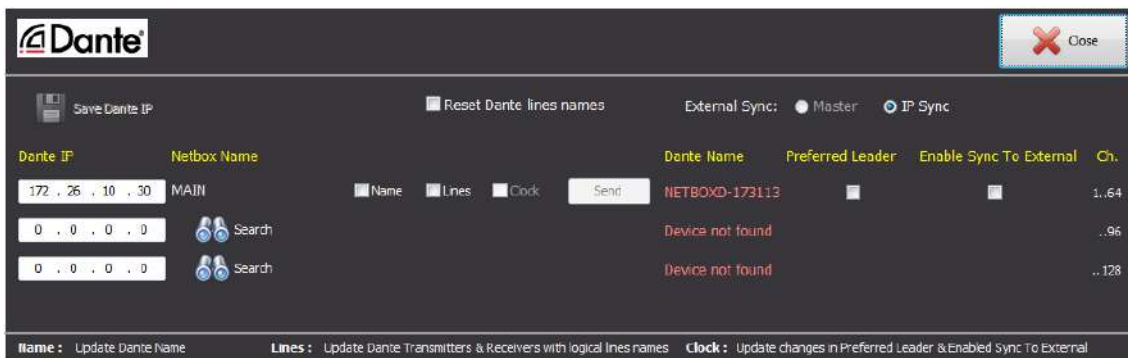 Dante®
Close
Save Dante IP
Reset Dante lines names
External Sync: Master IP Sync
Dante IP Netbox Name Dante Name Preferred Leader Enable Sync To External Ch.
172 . 26 . 10 . 30 MAIN Name Lines Clock Send NETBOXD-173113 1..64
0 . 0 . 0 . 0 Search Device not found ..96
0 . 0 . 0 . 0 Search Device not found ..128
Name : Update Dante Name Lines : Update Dante Transmitters & Receivers with logical lines names Clock : Update changes in Preferred Leader & Enabled Sync To External